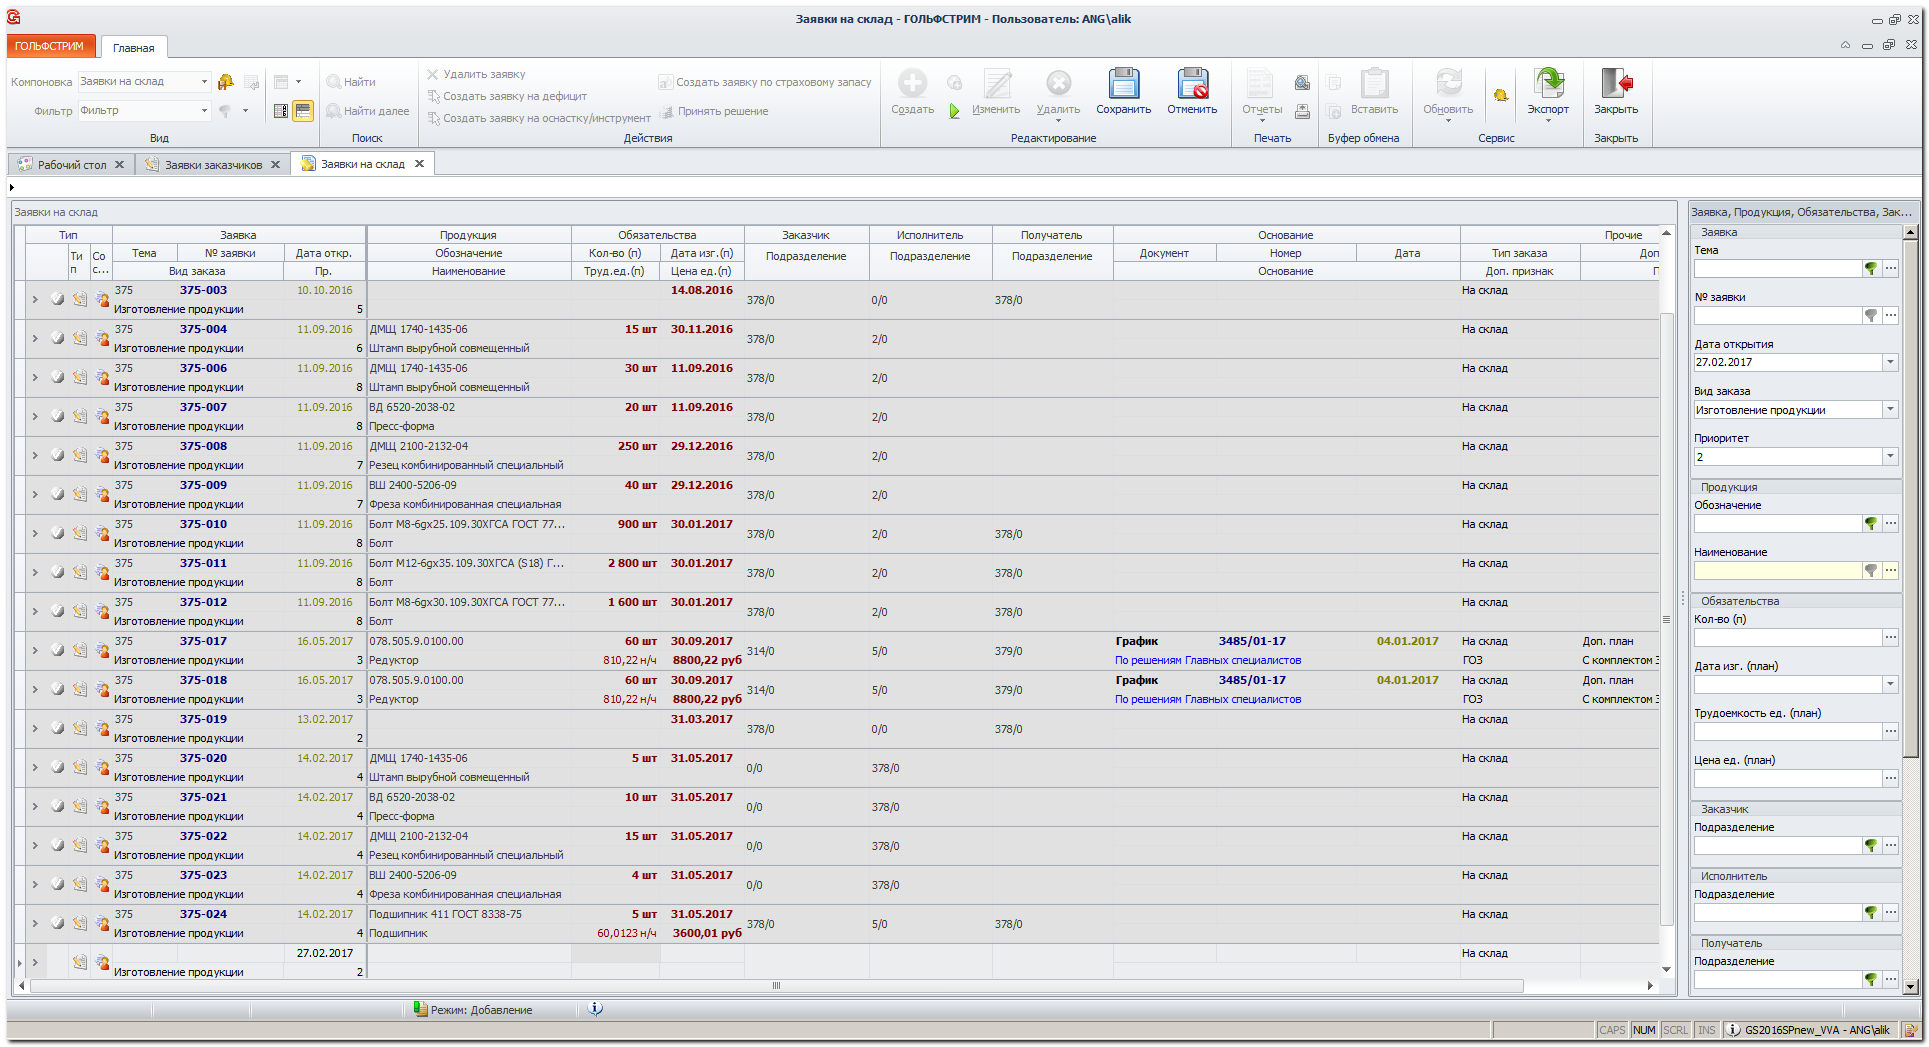 Заявки на склад - ГОЛЬФСТРИМ - Пользователь: ANG\alik
ГОЛЬФСТРИМ Главная
Компоновка Заявки на склад
Фильтр Фильтр
Вид
Найти
Найти далее
Поиск
Удалить заявку
Создать заявку на дефицит
Создать заявку на оснастку/инструмент
Создать заявку по страховому запасу
Принять решение
Действия
Создать Изменить Удалить Сохранить Отменить
Редактирование
Отчеты
Печать
Вставить
Буфер обмена
Обновить Экспорт
Сервис
Закрыть
Закрыть
Рабочий стол Заявки заказчиков Заявки на склад
Заявки на склад
Тип Заявка Продукция Обязательства Заказчик Исполнитель Получатель Основание Прочие
Ти п Со с... Тема № заявки Дата откр. Обозначение Кол-во (п) Дата изг.(п) Подразделение Подразделение Подразделение Документ Номер Дата Тип заказа Доп
Вид заказа Пр. Наименование Труд.ед.(п) Цена ед.(п) Основание Доп. признак
375 375-003 10.10.2016 14.08.2016 378/0 0/0 378/0 На склад
Изготовление продукции 5
375 375-004 11.09.2016 ДМЩ 1740-1435-06 15 шт 30.11.2016 378/0 2/0 На склад
Изготовление продукции 6 Штамп вырубной совмещенный
375 375-006 11.09.2016 ДМЩ 1740-1435-06 30 шт 11.09.2016 378/0 2/0 На склад
Изготовление продукции 8 Штамп вырубной совмещенный
375 375-007 11.09.2016 ВД 6520-2038-02 20 шт 11.09.2016 378/0 2/0 На склад
Изготовление продукции 8 Пресс-форма
375 375-008 11.09.2016 ДМЩ 2100-2132-04 250 шт 29.12.2016 378/0 2/0 На склад
Изготовление продукции 7 Резец комбинированный специальный
375 375-009 11.09.2016 ВШ 2400-5206-09 40 шт 29.12.2016 378/0 2/0 На склад
Изготовление продукции 7 Фреза комбинированная специальная
375 375-010 11.09.2016 Болт М8-6gх25.109.30ХГСА ГОСТ 77... 900 шт 30.01.2017 378/0 2/0 378/0 На склад
Изготовление продукции 8 Болт
375 375-011 11.09.2016 Болт М12-6gх35.109.30ХГСА (S18) Г... 2 800 шт 30.01.2017 378/0 2/0 378/0 На склад
Изготовление продукции 8 Болт
375 375-012 11.09.2016 Болт М8-6gх30.109.30ХГСА ГОСТ 77... 1 600 шт 30.01.2017 378/0 2/0 378/0 На склад
Изготовление продукции 8 Болт
375 375-017 16.05.2017 078.505.9.0100.00 60 шт 30.09.2017 314/0 5/0 379/0 График 3485/01-17 04.01.2017 На склад Доп. план
Изготовление продукции 3 Редуктор 810,22 н/ч 8800,22 руб По решениям Главных специалистов ГОЗ С комплектом
375 375-018 16.05.2017 078.505.9.0100.00 60 шт 30.09.2017 314/0 5/0 379/0 График 3485/01-17 04.01.2017 На склад Доп. план
Изготовление продукции 3 Редуктор 810,22 н/ч 8800,22 руб По решениям Главных специалистов ГОЗ С комплектом
375 375-019 13.02.2017 31.03.2017 378/0 0/0 378/0 На склад
Изготовление продукции 2
375 375-020 14.02.2017 ДМЩ 1740-1435-06 5 шт 31.05.2017 0/0 378/0 На склад
Изготовление продукции 4 Штамп вырубной совмещенный
375 375-021 14.02.2017 ВД 6520-2038-02 10 шт 31.05.2017 0/0 378/0 На склад
Изготовление продукции 4 Пресс-форма
375 375-022 14.02.2017 ДМЩ 2100-2132-04 15 шт 31.05.2017 0/0 378/0 На склад
Изготовление продукции 4 Резец комбинированный специальный
375 375-023 14.02.2017 ВШ 2400-5206-09 4 шт 31.05.2017 0/0 378/0 На склад
Изготовление продукции 4 Фреза комбинированная специальная
375 375-024 14.02.2017 Подшипник 411 ГОСТ 8338-75 5 шт 31.05.2017 378/0 5/0 378/0 На склад
Изготовление продукции 4 Подшипник 60,0123 н/ч 3600,01 руб
27.02.2017 На склад
Изготовление продукции 2
Заявка, Продукция, Обязательства, Зак...
Заявка
Тема
№ заявки
Дата открытия
27.02.2017
Вид заказа
Изготовление продукции
Приоритет
2
Продукция
Обозначение
Наименование
Обязательства
Кол-во (п)
Дата изг. (план)
Трудоемкость ед. (план)
Цена ед. (план)
Заказчик
Подразделение
Исполнитель
Подразделение
Получатель
Подразделение
Режим: Добавление
CAPS NUM SCRL INS GS2016SPnew_VVA - ANG\alik